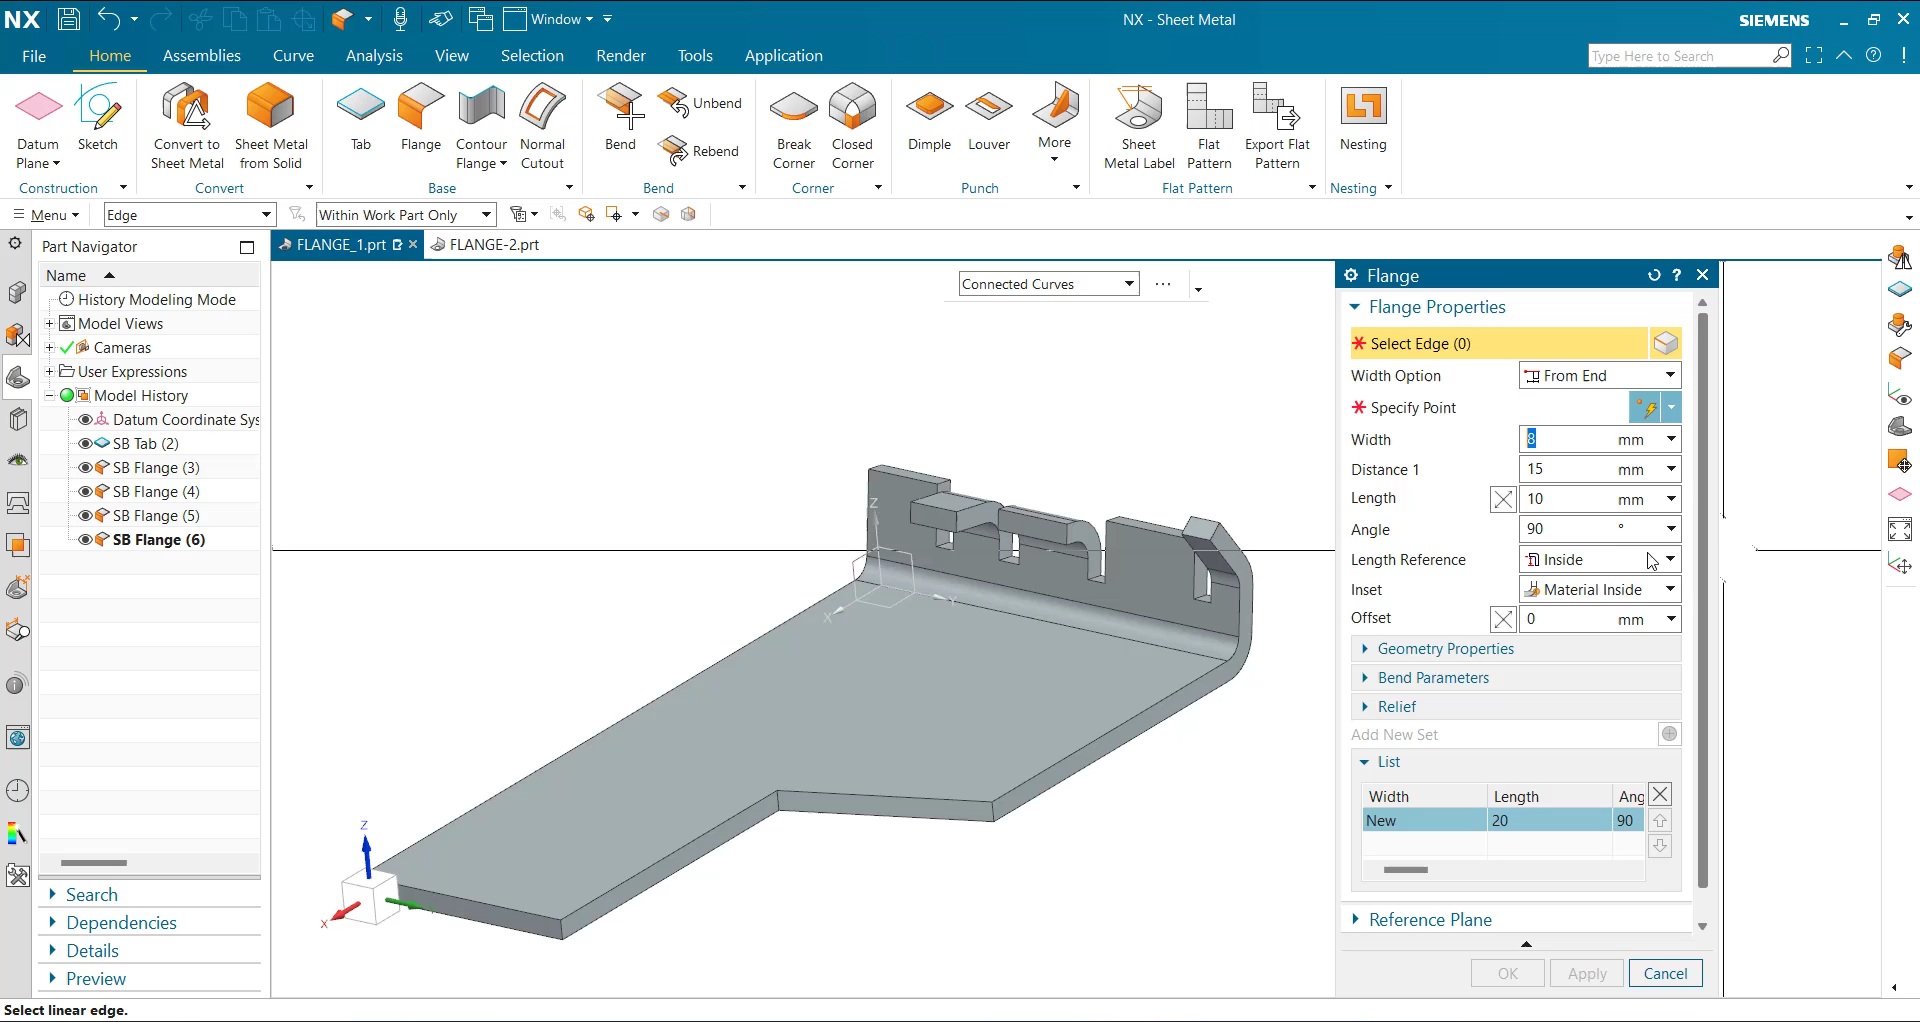 NX
Window
NX - Sheet Metal
SIEMENS
File
Home
Assemblies
Curve
Analysis
View
Selection
Render
Tools
Application
Type Here to Search
Datum
Plane
Sketch
Convert to
Sheet Metal
Sheet Metal
from Solid
Tab
Flange
Contour
Flange
Normal
Cutout
Bend
Unbend
Rebend
Break
Corner
Closed
Corner
Dimple
Louver
More
Sheet
Metal Label
Flat
Pattern
Export Flat
Pattern
Nesting
Construction
Convert
Base
Bend
Corner
Punch
Flat Pattern
Nesting
Menu
Edge
Within Work Part Only
Part Navigator
FLANGE_1.prt
FLANGE-2.prt
Name
History Modeling Mode
Model Views
Cameras
User Expressions
Model History
Datum Coordinate Sys
SB Tab (2)
SB Flange (3)
SB Flange (4)
SB Flange (5)
SB Flange (6)
Search
Dependencies
Details
Preview
Connected Curves
Z
X
Y
Z
X
Flange
Flange Properties
* Select Edge (0)
Width Option
From End
* Specify Point
Width
8 mm
Distance 1
15 mm
Length
10 mm
Angle
90 °
Length Reference
Inside
Inset
Material Inside
Offset
0 mm
Geometry Properties
Bend Parameters
Relief
Add New Set
List
Width Length Ang
New 20 90
Reference Plane
OK
Apply
Cancel
Select linear edge.